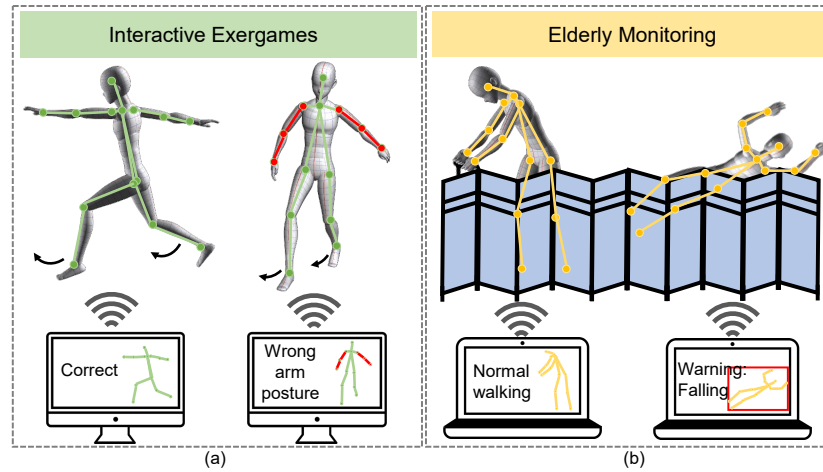 Interactive Exergames
Elderly Monitoring
Correct
Wrong
arm
posture
Normal
walking
Warning:
Falling
(a)
(b)